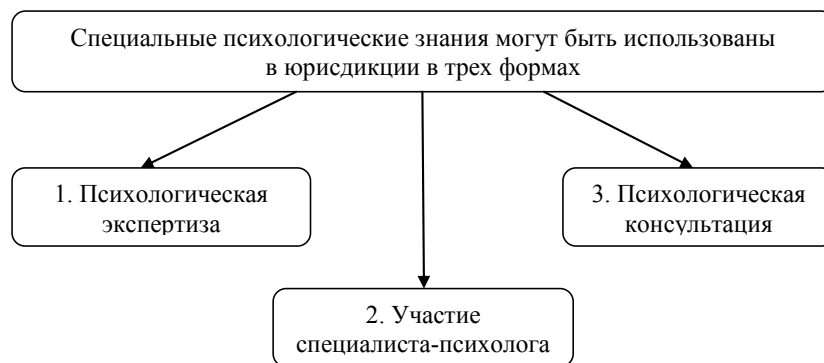 Специальные психологические знания могут быть использованы
в юрисдикции в трех формах
1. Психологическая
экспертиза
2. Участие
специалиста-психолога
3. Психологическая
консультация